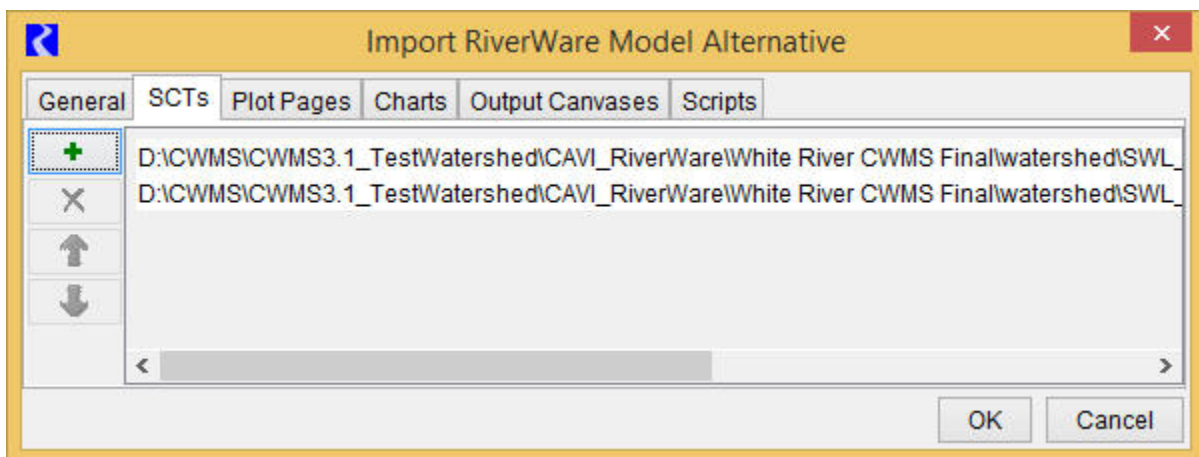 Import RiverWare Model Alternative
General SCTs Plot Pages Charts Output Canvases Scripts
D:\CWMS\CWMS3.1_TestWatershed\CAVI_RiverWare\White River CWMS Final\watershed\SWL_
D:\CWMS\CWMS3.1_TestWatershed\CAVI_RiverWare\White River CWMS Final\watershed\SWL_
OK Cancel